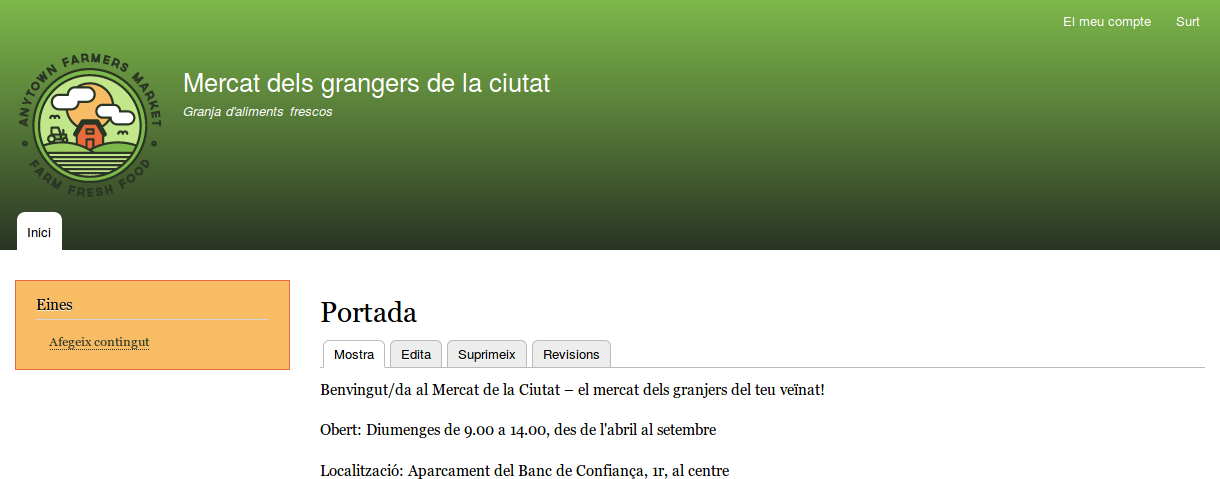 El meu compte Surt
ANYTOWN FARMERS MARKET
FARM FRESH FOOD
Mercat dels grangers de la ciutat
Granja d'aliments frescos
Inici
Eines
Afegeix contingut
Portada
Mostra Edita Suprimeix Revisions
Benvingut/da al Mercat de la Ciutat – el mercat dels granjers del teu veïnat!
Obert: Diumenges de 9.00 a 14.00, des de l'abril al setembre
Localització: Aparcament del Banc de Confiança, 1r, al centre